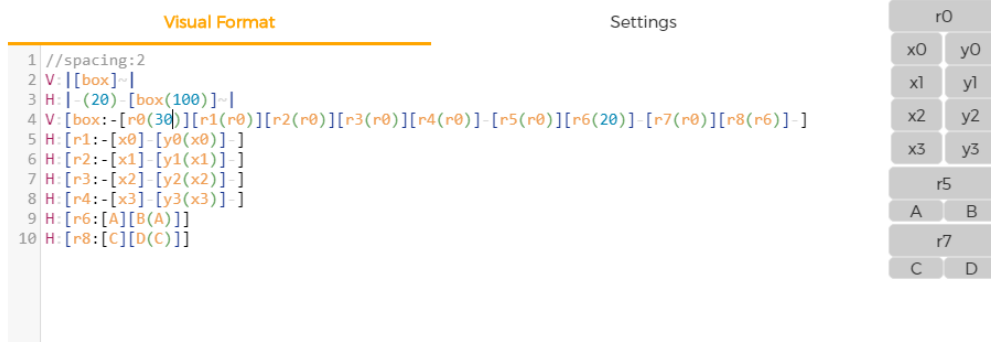 Visual Format Settings
1 //spacing:2
2 V:|[box]~|
3 H:|-(20)-[box(100)]~|
4 V:[box:-[r0(30)][r1(r0)][r2(r0)][r3(r0)][r4(r0)]-[r5(r0)][r6(20)]-[r7(r0)][r8(r6)]-]
5 H:[r1:-[x0]-[y0(x0)]-]
6 H:[r2:-[x1]-[y1(x1)]-]
7 H:[r3:-[x2]-[y2(x2)]-]
8 H:[r4:-[x3]-[y3(x3)]-]
9 H:[r6:[A][B(A)]]
10 H:[r8:[C][D(C)]]
r0
x0 y0
x1 y1
x2 y2
x3 y3
r5
A B
r7
C D